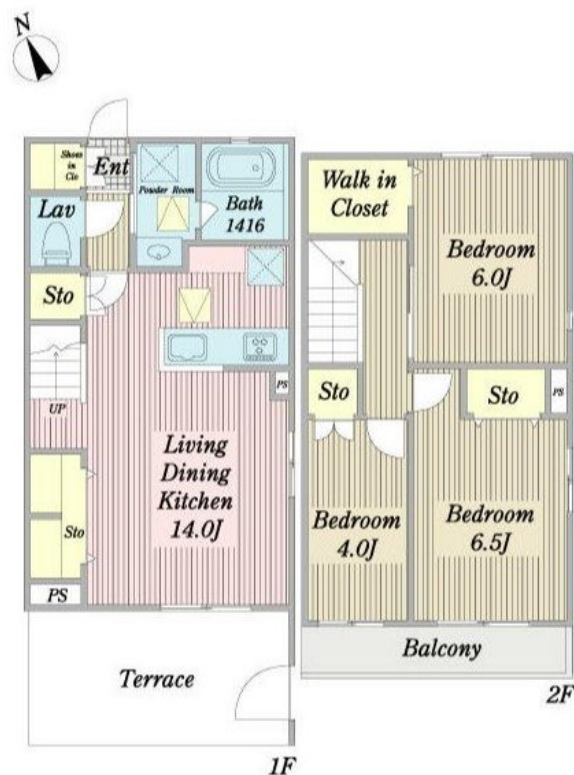 N
Shoes
in
Clo
Ent
Powder Room
Bath
1416
Lav
Sto
UP
PS
Living
Dining
Kitchen
14.0J
Sto
PS
Terrace
1F
Walk in
Closet
Bedroom
6.0J
Sto
Sto
PS
Bedroom
4.0J
Bedroom
6.5J
Balcony
2F